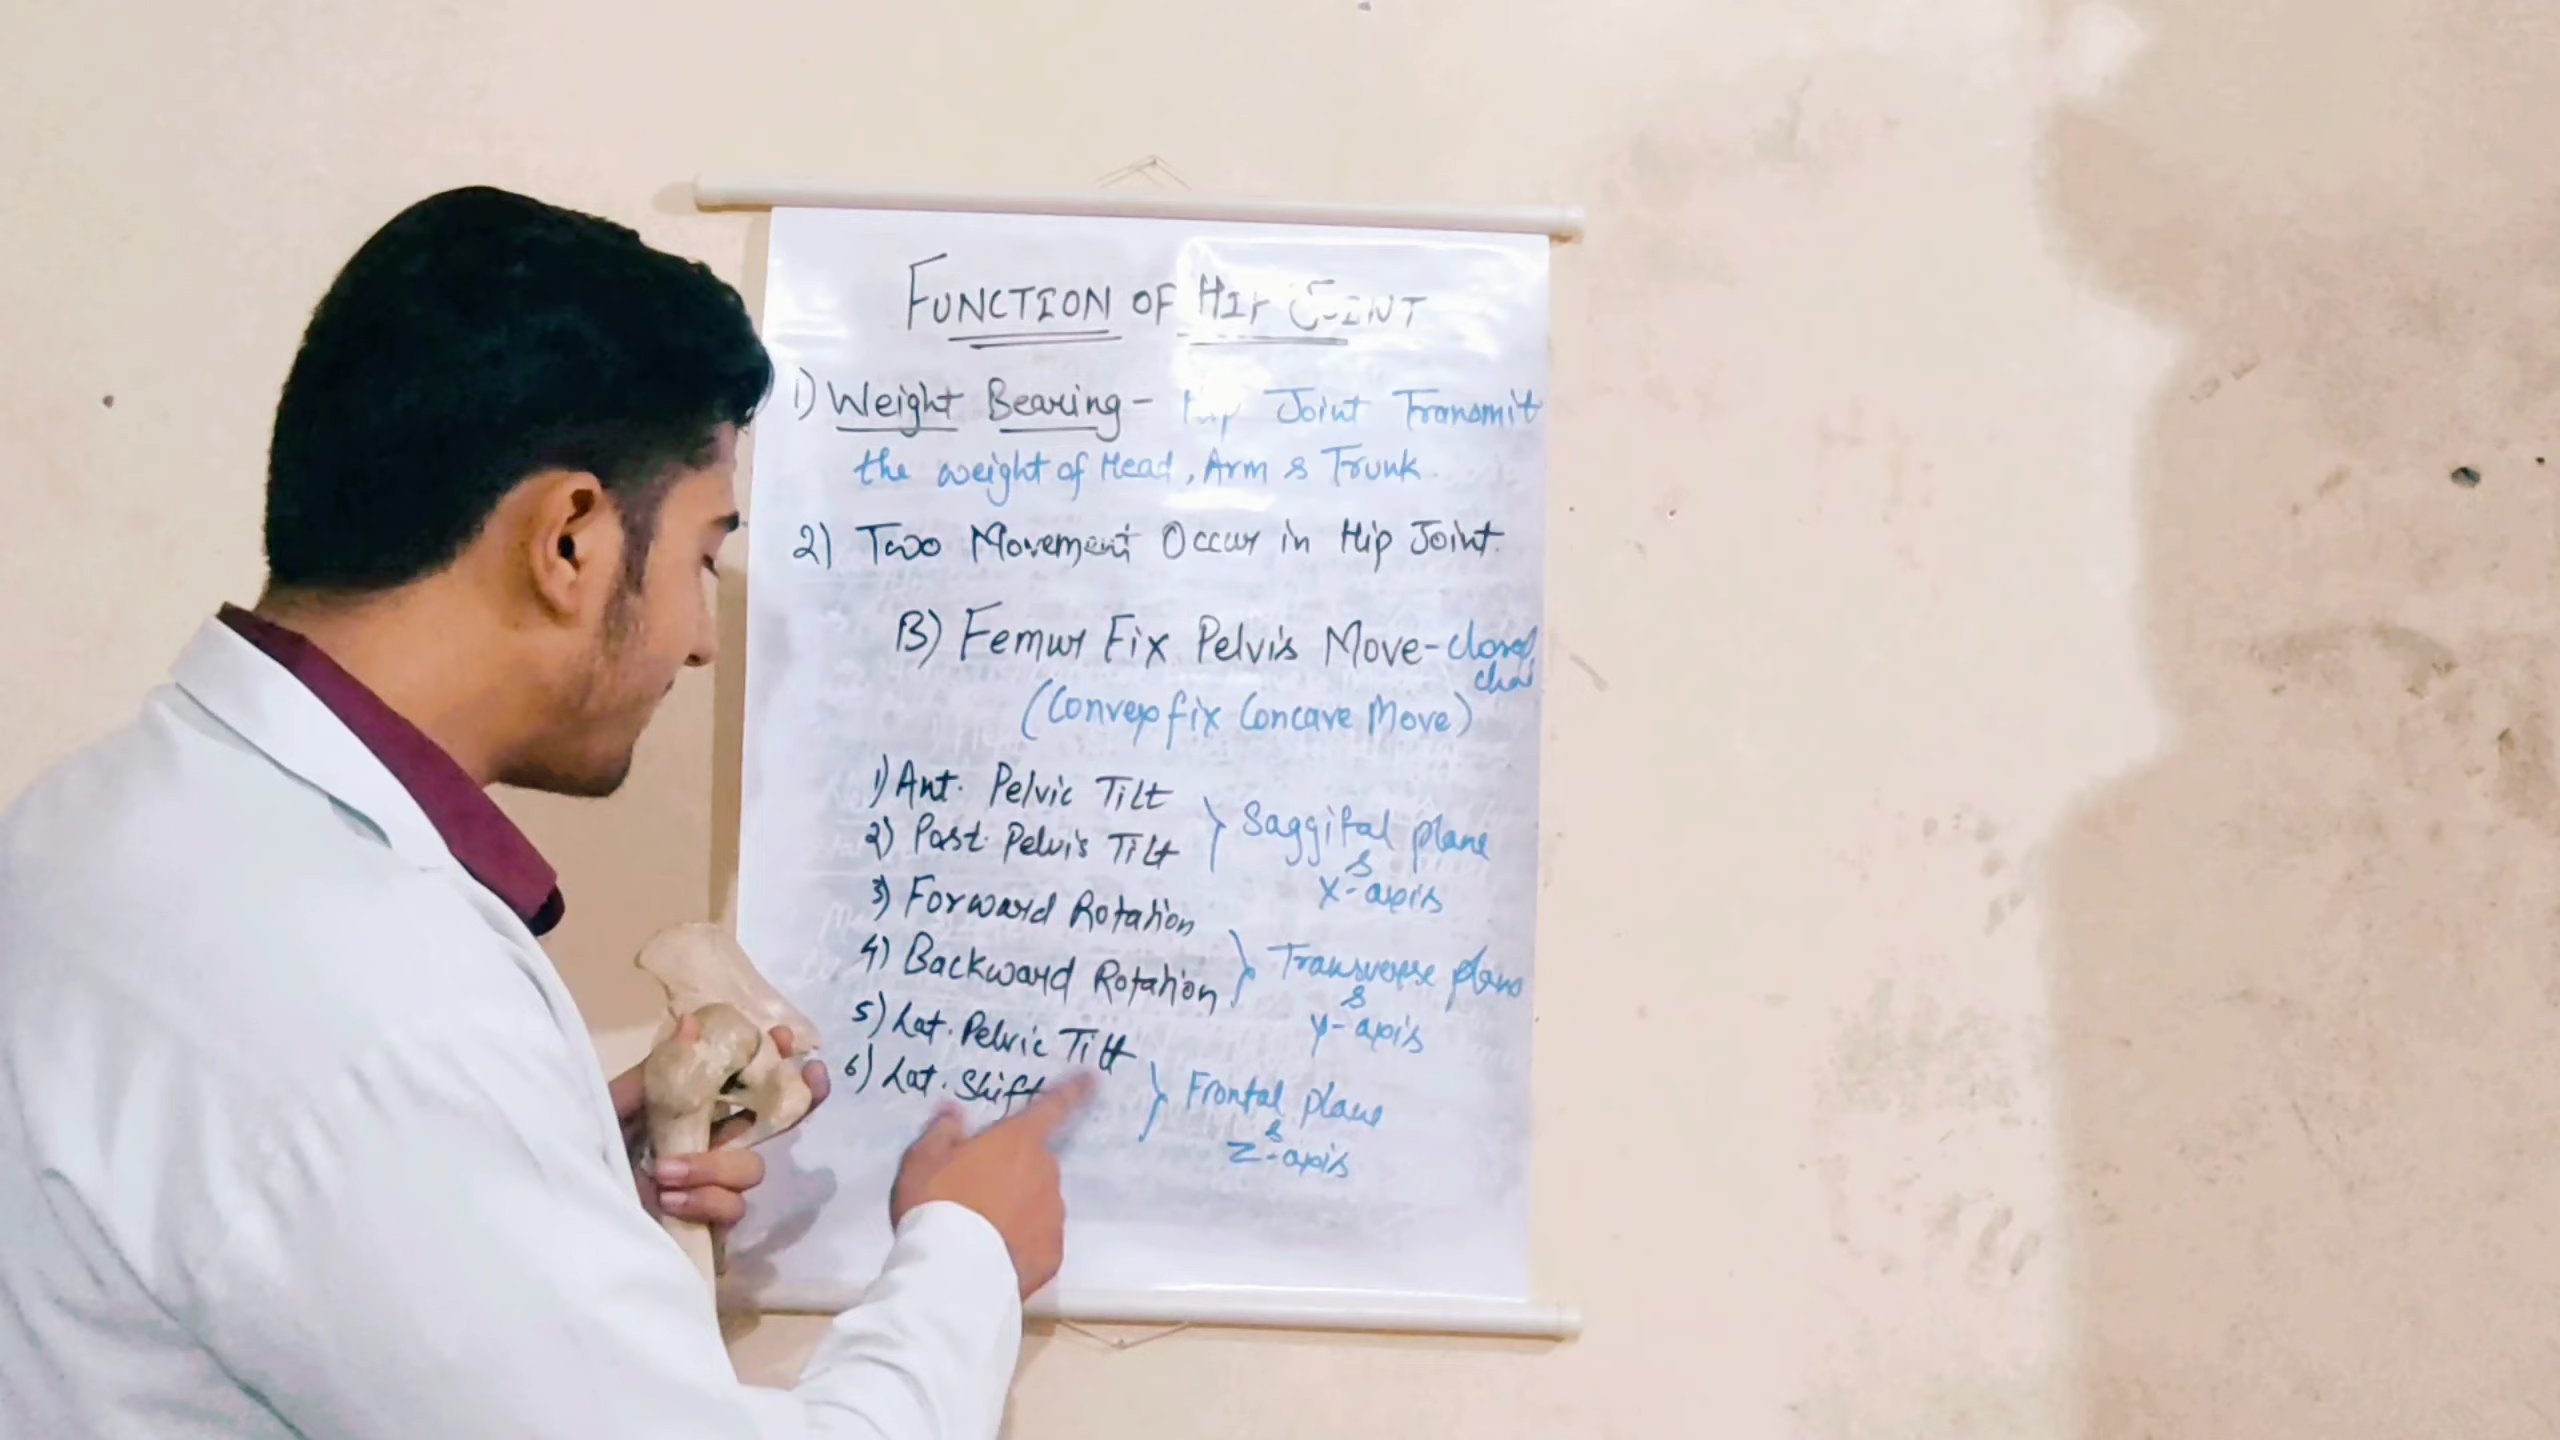 FUNCTION OF HIP JOINT
1) Weight Bearing - Hip Joint Transmit
the weight of Head, Arm & Trunk.
2) Two Movement Occur in Hip Joint.
B) Femur Fix Pelvis Move - closed
(Convex fix Concave Move)
1) Ant. Pelvic Tilt
2) Post. Pelvis Tilt
Saggital plane
&
x-axis
3) Forward Rotation
4) Backward Rotation
Transverse plane
&
y-axis
5) Lat. Pelvic Tilt
6) Lat. Shift
Frontal plane
&
z-axis